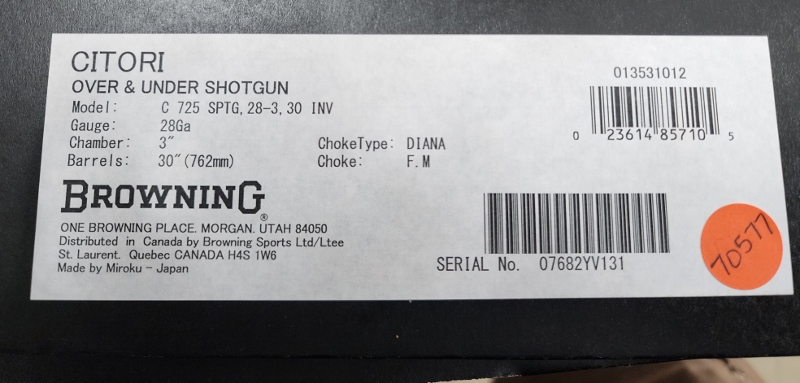 CITORI
OVER & UNDER SHOTGUN
Model: C 725 SPTG,28-3,30 INV
Gauge: 28Ga
Chamber: 3" ChokeType: DIANA
Barrels: 30"(762mm) Choke: F.M
BROWNING®
ONE BROWNING PLACE. MORGAN. UTAH 84050
Distributed in Canada by Browning Sports Ltd/Ltee
St. Laurent. Quebec CANADA H4S 1W6
Made by Miroku - Japan
013531012
0 23614 85710 5
SERIAL No. 07682YV131
70577